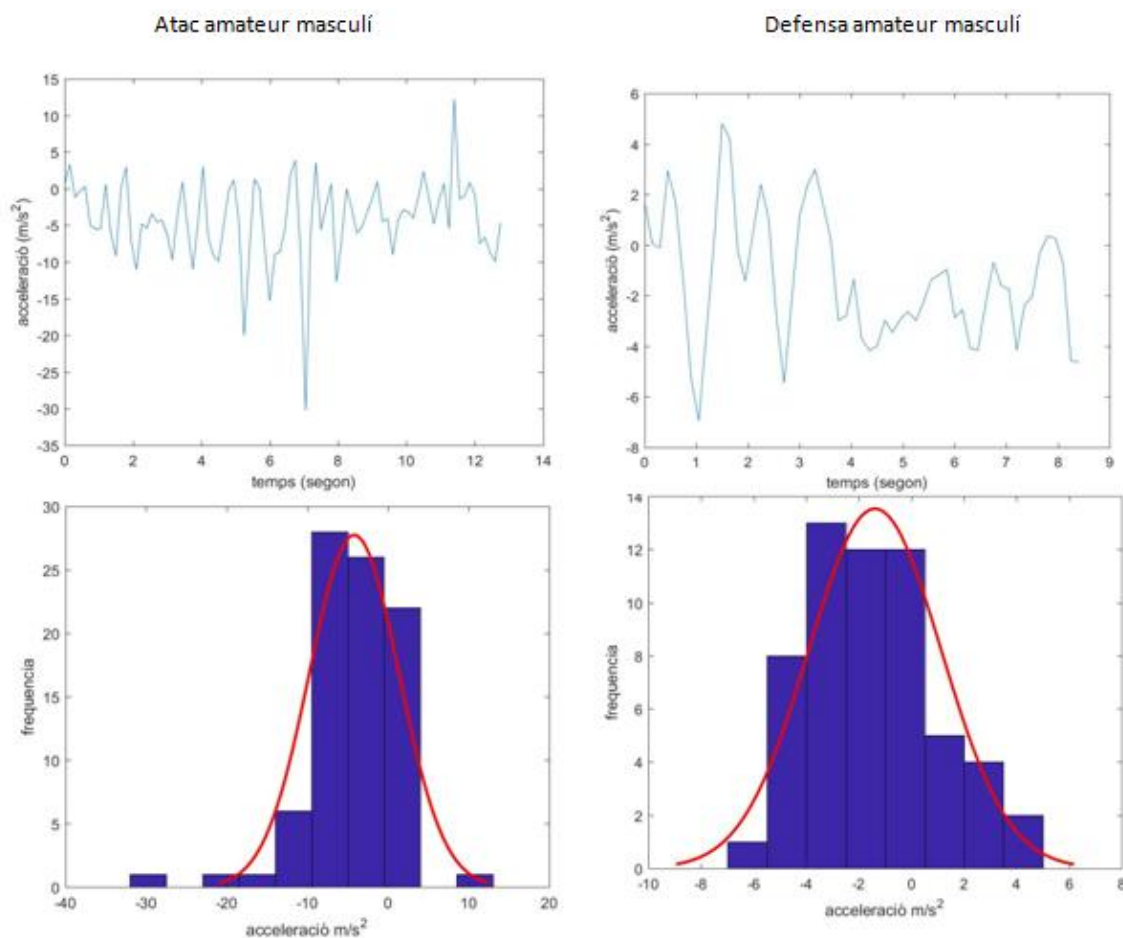 Atac amateur masculí
Defensa amateur masculí
15
10
5
0
-5
-10
-15
-20
-25
-30
-35
acceleració (m/s²)
0 2 4 6 8 10 12 14
temps (segon)
6
4
2
0
-2
-4
-6
-8
acceleració (m/s²)
0 1 2 3 4 5 6 7 8 9
temps (segon)
30
25
20
15
10
5
0
frequencia
-40 -30 -20 -10 0 10 20
acceleració m/s²
14
12
10
8
6
4
2
0
frequencia
-10 -8 -6 -4 -2 0 2 4 6 8
acceleració m/s²